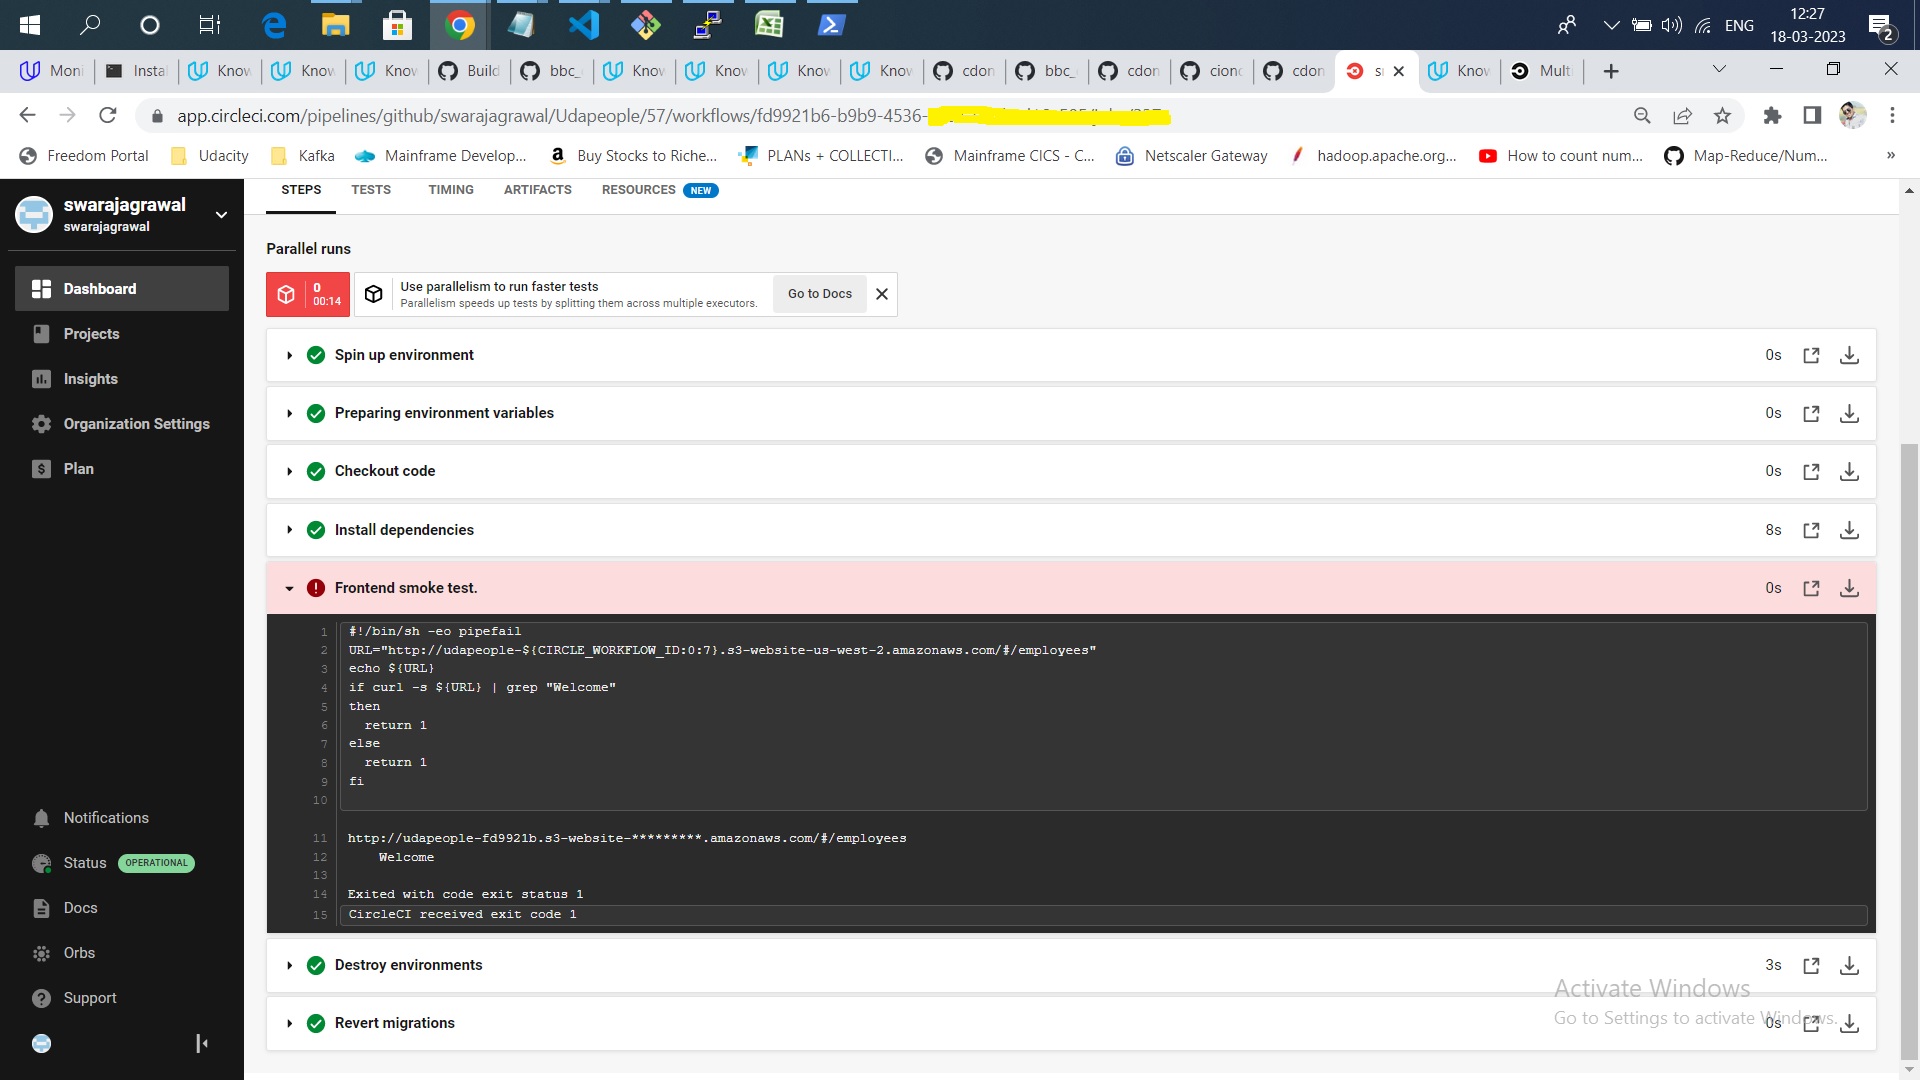 12:27
ENG
18-03-2023
2
Moni
Instal
Know
Know
Know
Build
bbc_
Know
Know
Know
Know
cdon
bbc_
cdon
cionc
cdon
Know
Multi
app.circleci.com/pipelines/github/swarajagrawal/Udapeople/57/workflows/fd9921b6-b9b9-4536-
Freedom Portal
Udacity
Kafka
Mainframe Develop...
Buy Stocks to Riche...
PLANs + COLLECTI...
Mainframe CICS - C...
Netscaler Gateway
hadoop.apache.org...
How to count num...
Map-Reduce/Num...
»
swarajagrawal
swarajagrawal
Dashboard
Projects
Insights
Organization Settings
Plan
Notifications
Status OPERATIONAL
Docs
Orbs
Support
STEPS TESTS TIMING ARTIFACTS RESOURCES NEW
Parallel runs
0
00:14
Use parallelism to run faster tests
Parallelism speeds up tests by splitting them across multiple executors.
Go to Docs
Spin up environment 0s
Preparing environment variables 0s
Checkout code 0s
Install dependencies 8s
Frontend smoke test. 0s
1 #!/bin/sh -eo pipefail
2 URL="http://udapeople-${CIRCLE_WORKFLOW_ID:0:7}.s3-website-us-west-2.amazonaws.com/#/employees"
3 echo ${URL}
4 if curl -s ${URL} | grep "Welcome"
5 then
6 return 1
7 else
8 return 1
9 fi
10
11 http://udapeople-fd9921b.s3-website-*********.amazonaws.com/#/employees
12 Welcome
13
14 Exited with code exit status 1
15 CircleCI received exit code 1
Destroy environments 3s
Revert migrations 0s
Activate Windows
Go to Settings to activate Windows.